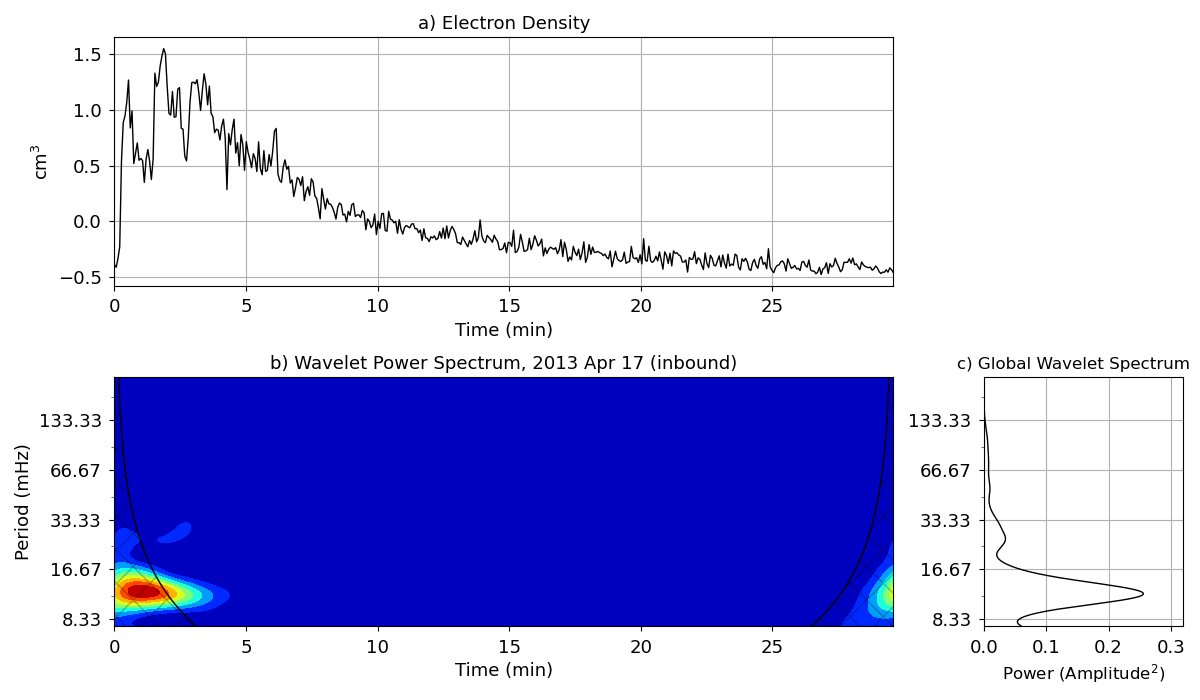 a) Electron Density
1.5
1.0
0.5
0.0
−0.5
cm³
0 5 10 15 20 25
Time (min)
b) Wavelet Power Spectrum, 2013 Apr 17 (inbound)
133.33
66.67
33.33
16.67
8.33
Period (mHz)
0 5 10 15 20 25
Time (min)
c) Global Wavelet Spectrum
133.33
66.67
33.33
16.67
8.33
0.0 0.1 0.2 0.3
Power (Amplitude²)